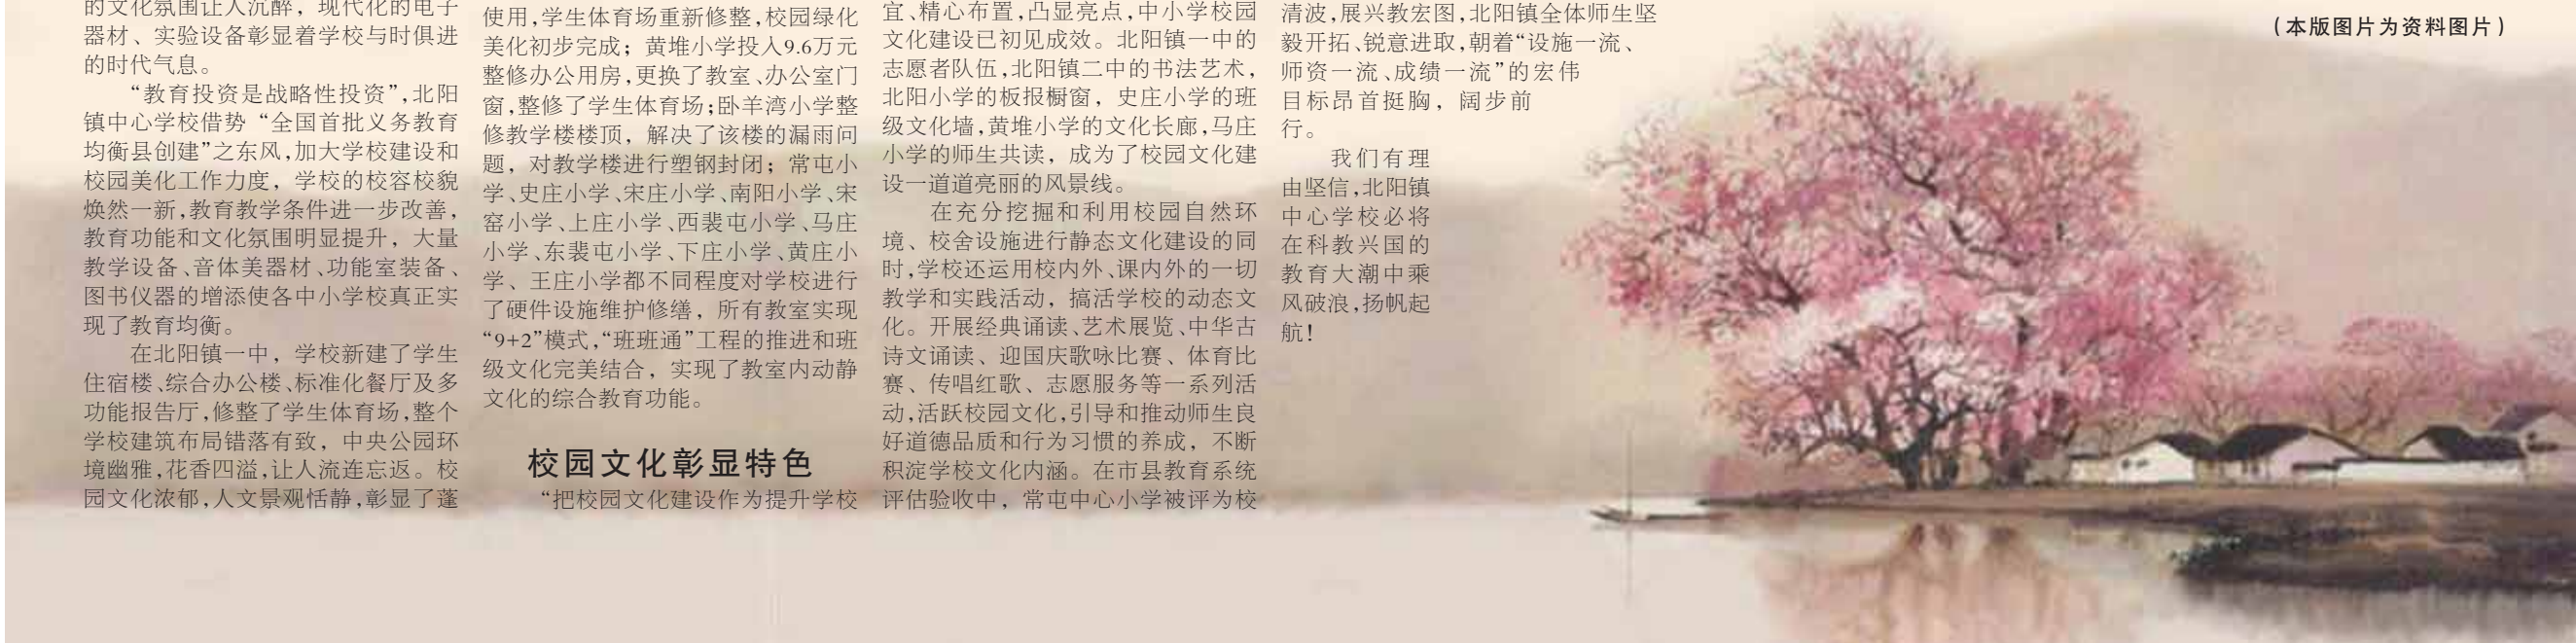 的文化氛围让人沉醉，现代化的电子
器材、实验设备彰显着学校与时俱进
的时代气息。
“教育投资是战略性投资”，北阳
镇中心学校借势“全国首批义务教育
均衡县创建”之东风，加大学校建设和
校园美化工作力度，学校的校容校貌
焕然一新，教育教学条件进一步改善，
教育功能和文化氛围明显提升，大量
教学设备、音体美器材、功能室装备、
图书仪器的增添使各中小学校真正实
现了教育均衡。
在北阳镇一中，学校新建了学生
住宿楼、综合办公楼、标准化餐厅及多
功能报告厅，修整了学生体育场，整个
学校建筑布局错落有致，中央公园环
境幽雅，花香四溢，让人流连忘返。校
园文化浓郁，人文景观恬静，彰显了蓬
使用，学生体育场重新修整，校园绿化
美化初步完成；黄堆小学投入9.6万元
整修办公用房，更换了教室、办公室门
窗，整修了学生体育场；卧羊湾小学整
修教学楼楼顶，解决了该楼的漏雨问
题，对教学楼进行塑钢封闭；常屯小
学、史庄小学、宋庄小学、南阳小学、宋
窑小学、上庄小学、西裴屯小学、马庄
小学、东裴屯小学、下庄小学、黄庄小
学、王庄小学都不同程度对学校进行
了硬件设施维护修缮，所有教室实现
“9+2”模式，“班班通”工程的推进和班
级文化完美结合，实现了教室内动静
文化的综合教育功能。
校园文化彰显特色
“把校园文化建设作为提升学校
宜、精心布置，凸显亮点，中小学校园
文化建设已初见成效。北阳镇一中的
志愿者队伍，北阳镇二中的书法艺术，
北阳小学的板报橱窗，史庄小学的班
级文化墙，黄堆小学的文化长廊，马庄
小学的师生共读，成为了校园文化建
设一道道亮丽的风景线。
在充分挖掘和利用校园自然环
境、校舍设施进行静态文化建设的同
时，学校还运用校内外、课内外的一切
教学和实践活动，搞活学校的动态文
化。开展经典诵读、艺术展览、中华古
诗文诵读、迎国庆歌咏比赛、体育比
赛、传唱红歌、志愿服务等一系列活
动，活跃校园文化，引导和推动师生良
好道德品质和行为习惯的养成，不断
积淀学校文化内涵。在市县教育系统
评估验收中，常屯中心小学被评为校
清波，展兴教宏图，北阳镇全体师生坚
毅开拓、锐意进取，朝着“设施一流、
师资一流、成绩一流”的宏伟
目标昂首挺胸，阔步前
行。
我们有理
由坚信，北阳镇
中心学校必将
在科教兴国的
教育大潮中乘
风破浪，扬帆起
航！
（本版图片为资料图片）